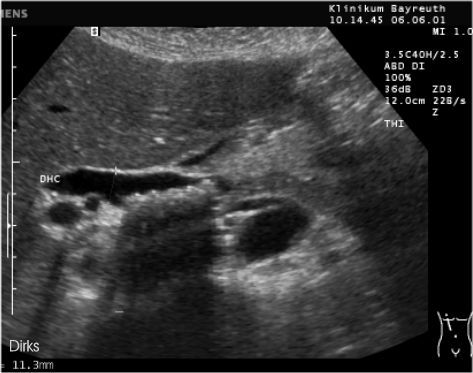 IENS
Klinikum Bayreuth
10.14.45 06.06.01
MI 1.0
3.5C40H/2.5
ABD DI
100%
36dB ZD3
12.0cm 22B/s
Z
THI
DHC
Dirks
= 11.3mm